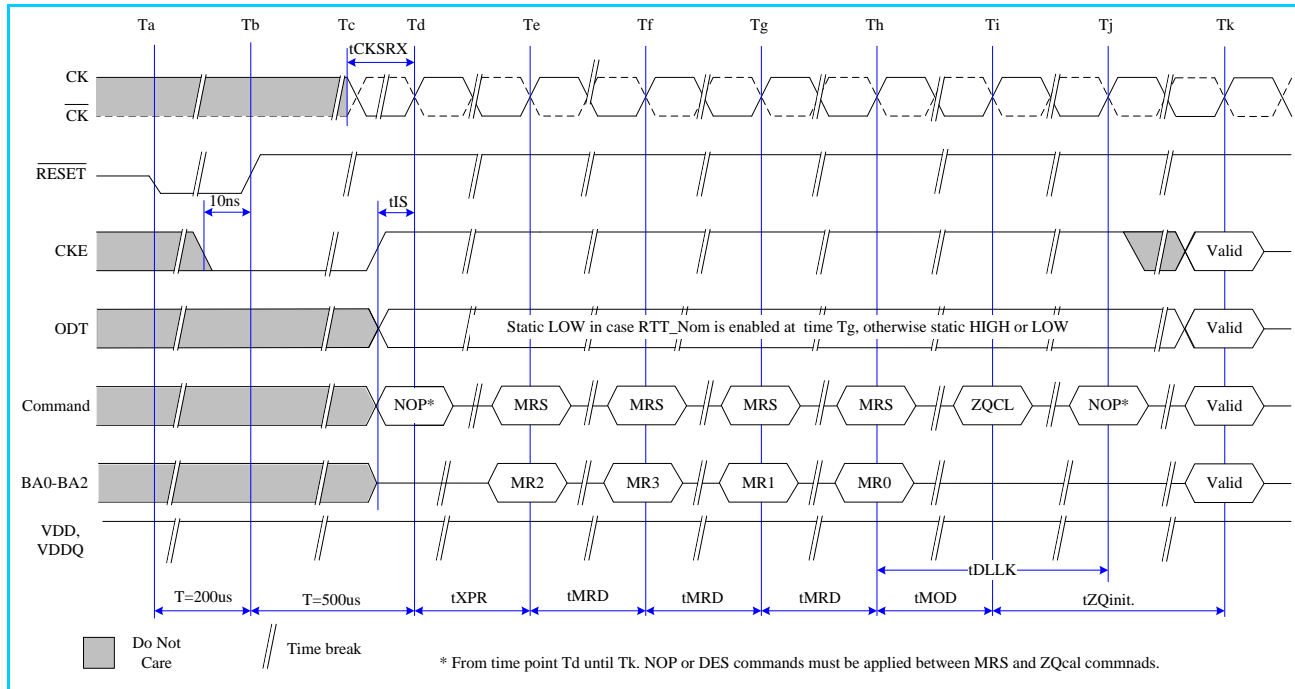 Ta Tb Tc Td Te Tf Tg Th Ti Tj Tk
tCKSRX
CK
CK
RESET
10ns
tIS
CKE
Valid
ODT
Static LOW in case RTT_Nom is enabled at time Tg, otherwise static HIGH or LOW
Valid
Command
NOP* MRS MRS MRS MRS ZQCL NOP* Valid
BA0-BA2
MR2 MR3 MR1 MR0 Valid
VDD,
VDDQ
tDLLK
T=200us T=500us tXPR tMRD tMRD tMRD tMOD tZQinit.
Do Not
Care
Time break
* From time point Td until Tk. NOP or DES commands must be applied between MRS and ZQcal commnads.